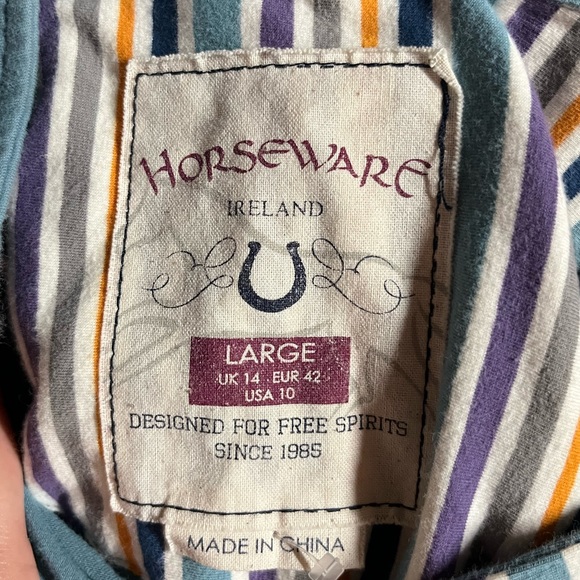 HORSEWARE
IRELAND
LARGE
UK 14 EUR 42
USA 10
DESIGNED FOR FREE SPIRITS
SINCE 1985
MADE IN CHINA